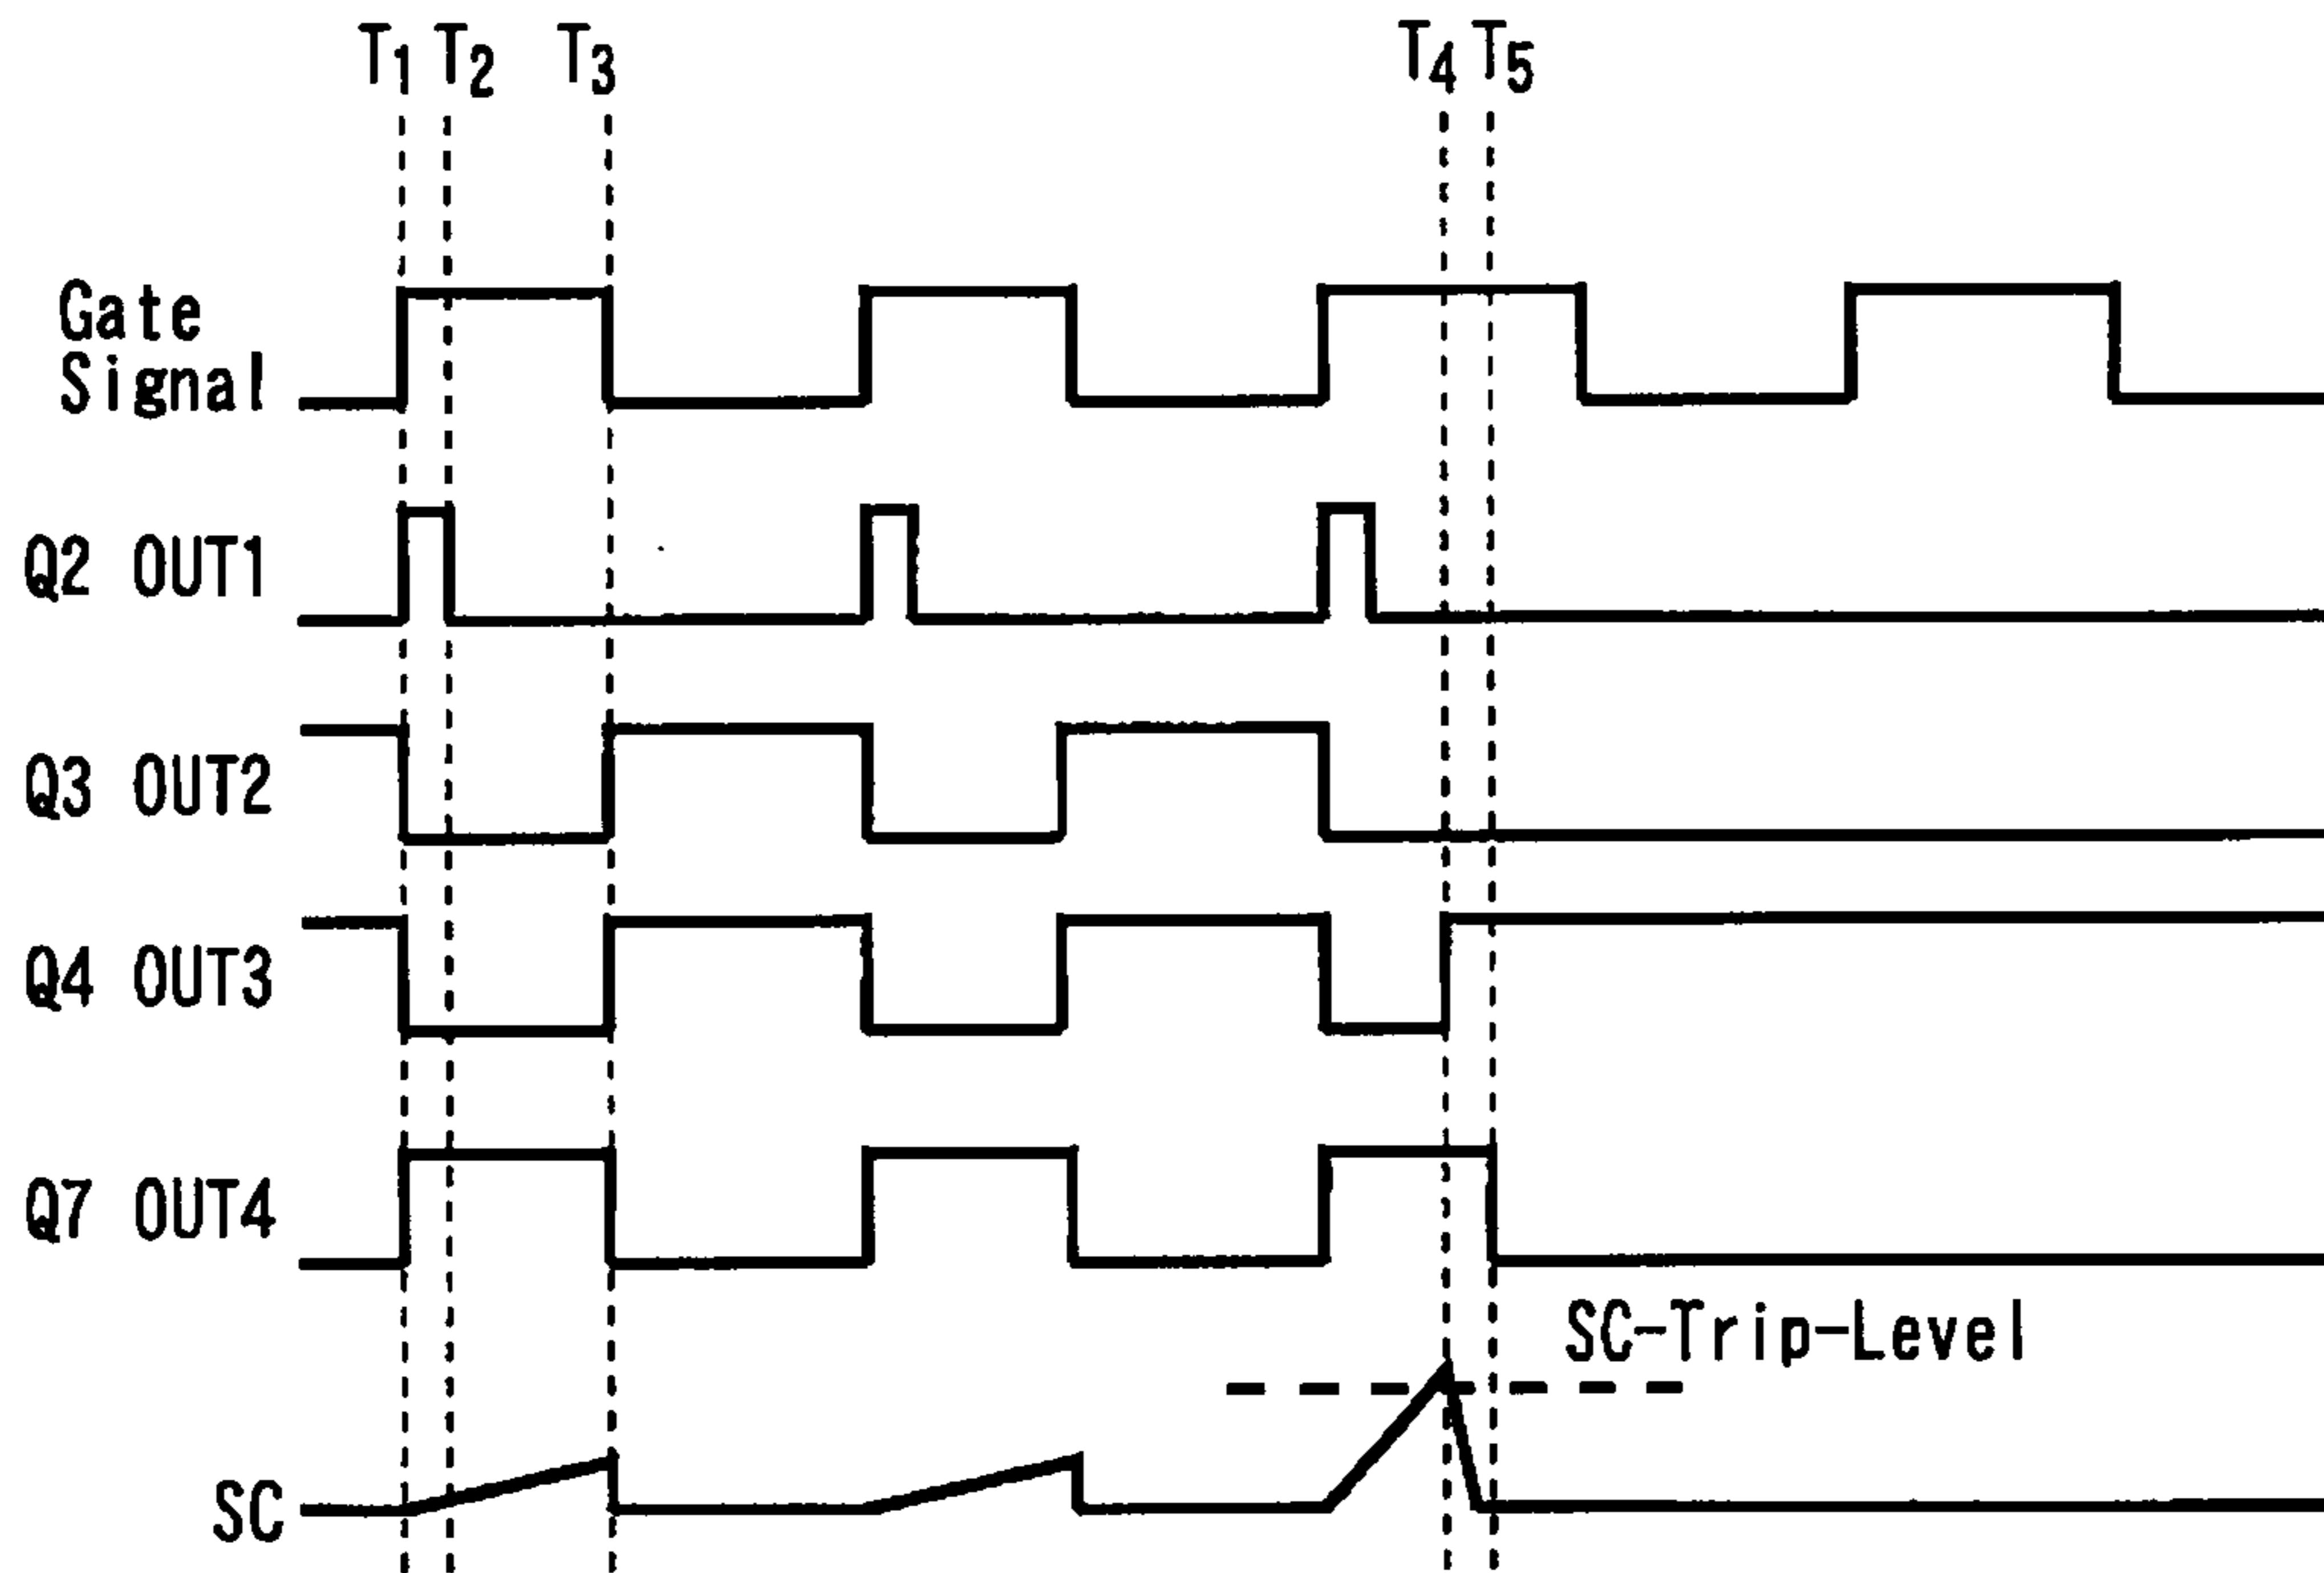 T1 T2 T3 T4 T5
Gate
Signal
Q2 OUT1
Q3 OUT2
Q4 OUT3
Q7 OUT4
SC-Trip-Level
SC